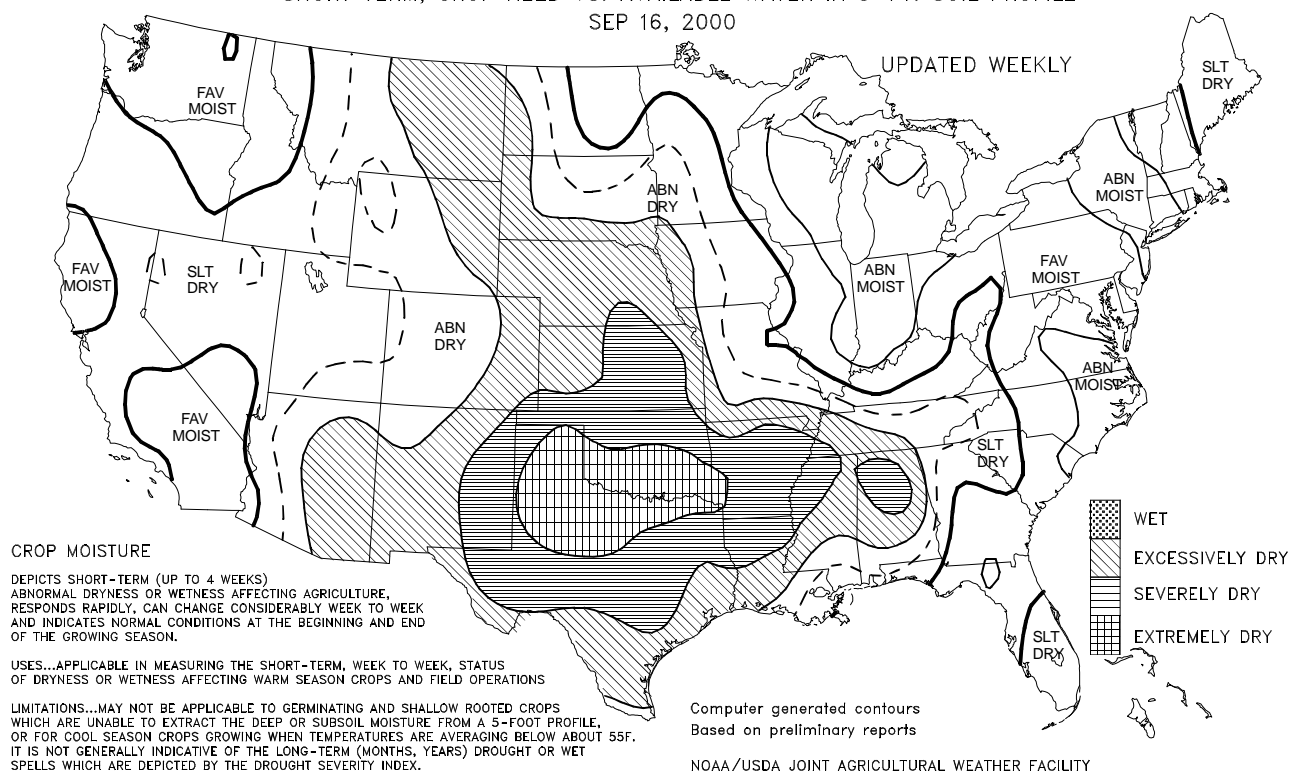 SEP 16, 2000
UPDATED WEEKLY
FAV
MOIST
SLT
DRY
ABN
DRY
ABN
MOIST
FAV
MOIST
SLT
DRY
ABN
MOIST
FAV
MOIST
ABN
DRY
ABN
MOIST
FAV
MOIST
SLT
DRY
SLT
DRY
WET
EXCESSIVELY DRY
SEVERELY DRY
EXTREMELY DRY
CROP MOISTURE
DEPICTS SHORT-TERM (UP TO 4 WEEKS)
ABNORMAL DRYNESS OR WETNESS AFFECTING AGRICULTURE,
RESPONDS RAPIDLY, CAN CHANGE CONSIDERABLY WEEK TO WEEK
AND INDICATES NORMAL CONDITIONS AT THE BEGINNING AND END
OF THE GROWING SEASON.
USES...APPLICABLE IN MEASURING THE SHORT-TERM, WEEK TO WEEK, STATUS
OF DRYNESS OR WETNESS AFFECTING WARM SEASON CROPS AND FIELD OPERATIONS
LIMITATIONS...MAY NOT BE APPLICABLE TO GERMINATING AND SHALLOW ROOTED CROPS
WHICH ARE UNABLE TO EXTRACT THE DEEP OR SUBSOIL MOISTURE FROM A 5-FOOT PROFILE,
OR FOR COOL SEASON CROPS GROWING WHEN TEMPERATURES ARE AVERAGING BELOW ABOUT 55F.
IT IS NOT GENERALLY INDICATIVE OF THE LONG-TERM (MONTHS, YEARS) DROUGHT OR WET
SPELLS WHICH ARE DEPICTED BY THE DROUGHT SEVERITY INDEX.
Computer generated contours
Based on preliminary reports
NOAA/USDA JOINT AGRICULTURAL WEATHER FACILITY